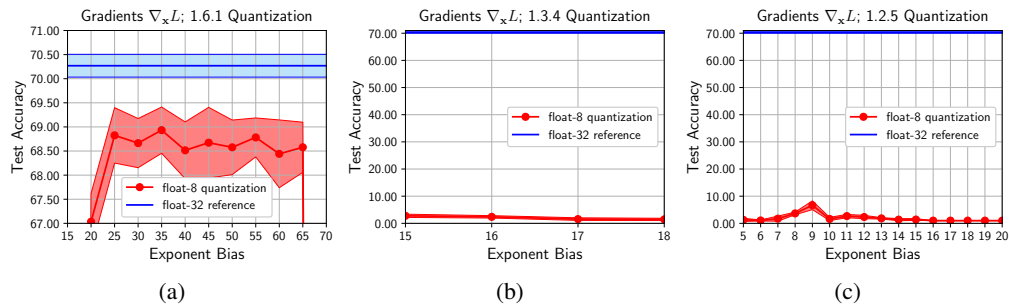 Gradients ∇ₓL; 1.6.1 Quantization
71.00
70.50
70.00
69.50
69.00
68.50
68.00
67.50
67.00
Test Accuracy
float-8 quantization
float-32 reference
15 20 25 30 35 40 45 50 55 60 65 70
Exponent Bias
(a)
Gradients ∇ₓL; 1.3.4 Quantization
70.00
60.00
50.00
40.00
30.00
20.00
10.00
0.00
Test Accuracy
float-8 quantization
float-32 reference
15 16 17 18
Exponent Bias
(b)
Gradients ∇ₓL; 1.2.5 Quantization
70.00
60.00
50.00
40.00
30.00
20.00
10.00
0.00
Test Accuracy
float-8 quantization
float-32 reference
5 6 7 8 9 10 11 12 13 14 15 16 17 18 19 20
Exponent Bias
(c)